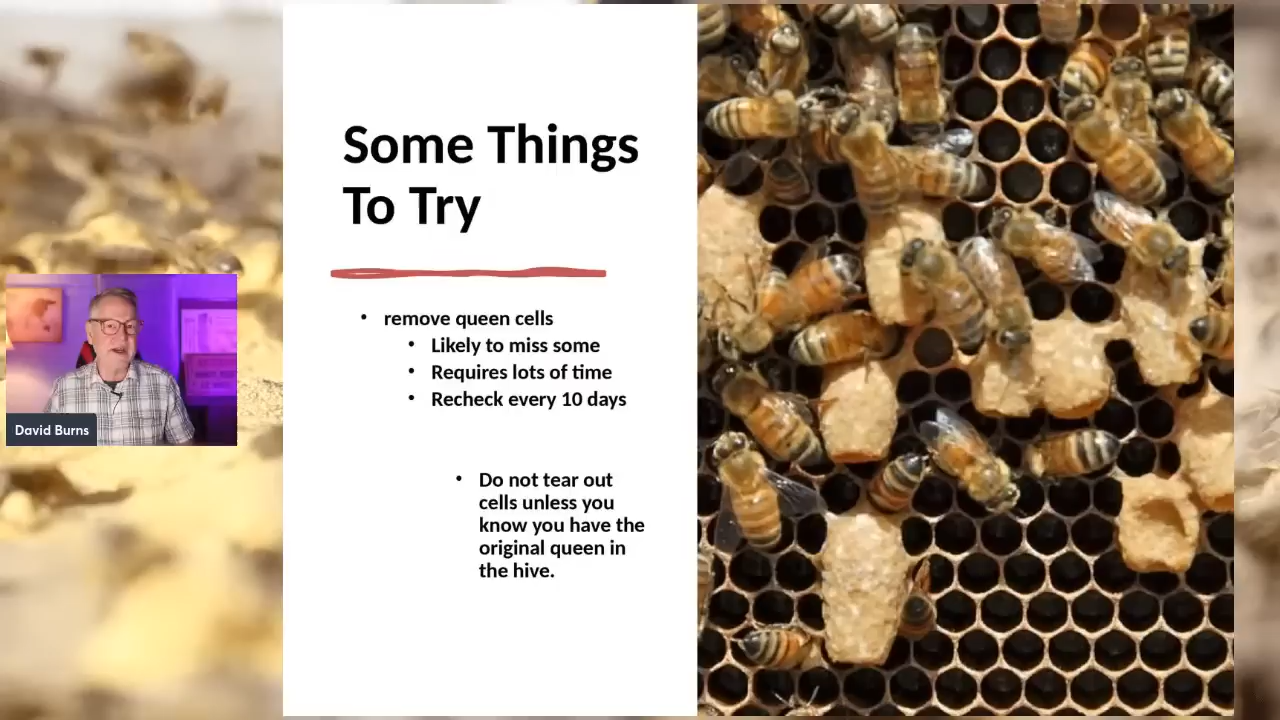 Some Things
To Try
remove queen cells
Likely to miss some
Requires lots of time
Recheck every 10 days
Do not tear out
cells unless you
know you have the
original queen in
the hive.
David Burns